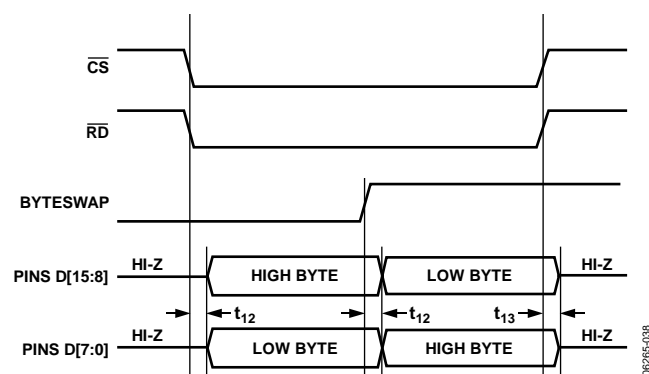 CS
RD
BYTESWAP
PINS D[15:8] HI-Z HIGH BYTE LOW BYTE HI-Z
t12 t12 t13
PINS D[7:0] HI-Z LOW BYTE HIGH BYTE HI-Z
06265-038